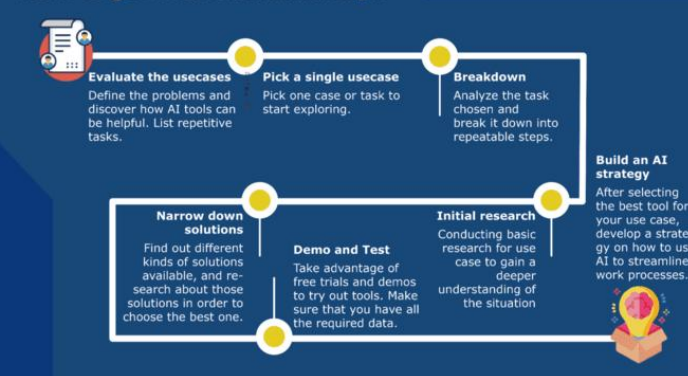 Evaluate the usecases
Define the problems and
discover how AI tools can
be helpful. List repetitive
tasks.
Pick a single usecase
Pick one case or task to
start exploring.
Breakdown
Analyze the task
chosen and
break it down into
repeatable steps.
Initial research
Conducting basic
research for use
case to gain a
deeper
understanding of
the situation
Narrow down
solutions
Find out different
kinds of solutions
available, and re-
search about those
solutions in order to
choose the best one.
Demo and Test
Take advantage of
free trials and demos
to try out tools. Make
sure that you have all
the required data.
Build an AI
strategy
After selecting
the best tool for
your use case,
develop a strate
gy on how to us
AI to streamline
work processes.